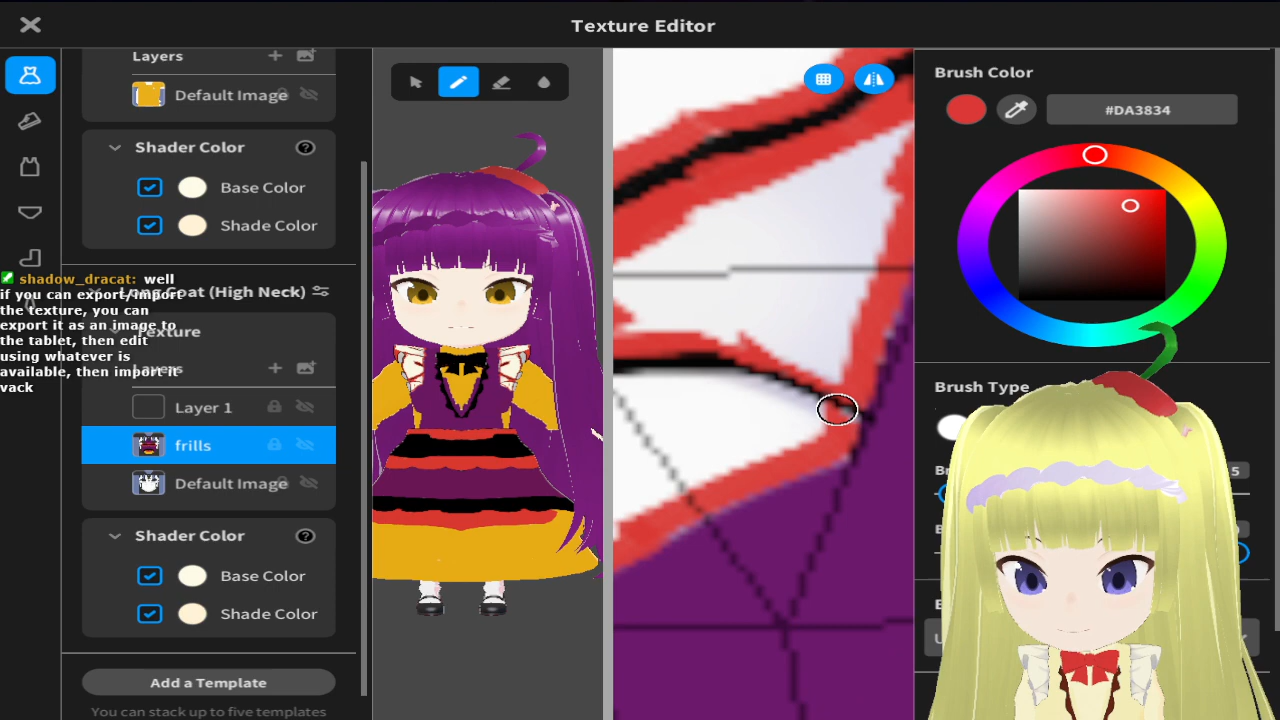 Texture Editor
Layers
Default Image
Shader Color
Base Color
Shade Color
shadow_dracat: well
if you can export/import
the texture, you can
export it as an image to
the tablet, then edit
using whatever is
available, then import it
vack
Coat (High Neck)
Layer 1
frills
Default Image
Shader Color
Base Color
Shade Color
Add a Template
You can stack up to five templates
Brush Color
#DA3834
Brush Type
5